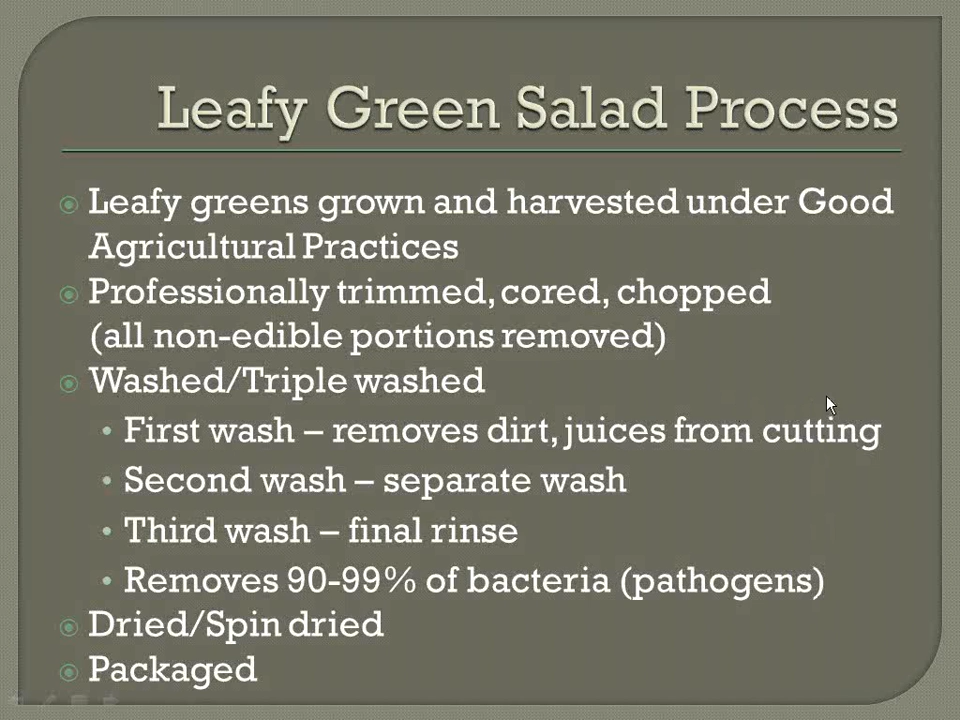 Leafy Green Salad Process
Leafy greens grown and harvested under Good
Agricultural Practices
Professionally trimmed, cored, chopped
(all non-edible portions removed)
Washed/Triple washed
• First wash – removes dirt, juices from cutting
• Second wash – separate wash
• Third wash – final rinse
• Removes 90-99% of bacteria (pathogens)
Dried/Spin dried
Packaged